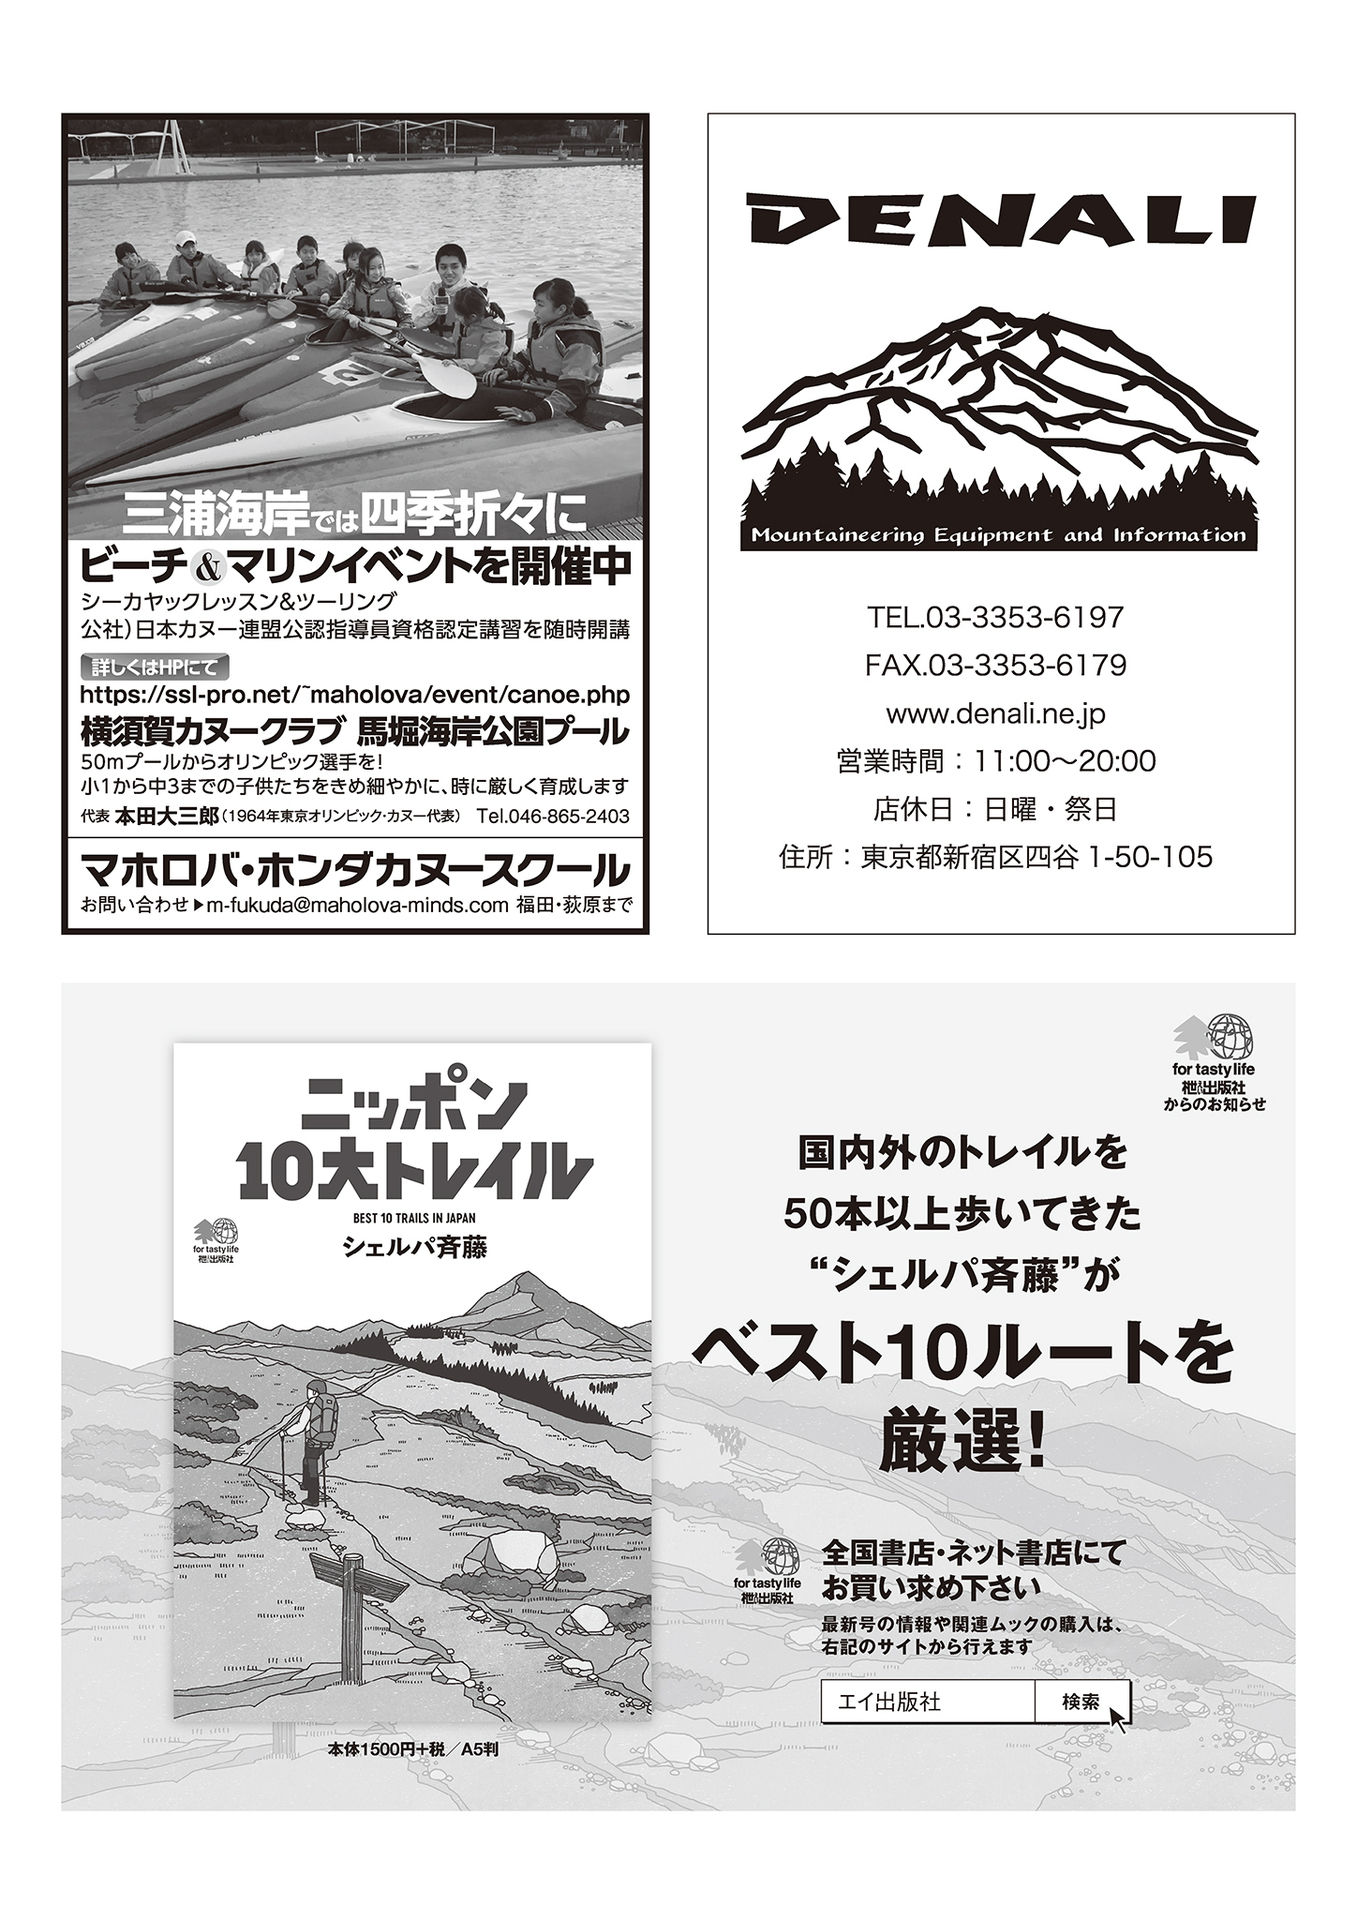 三浦海岸では四季折々に
ビーチ&マリンイベントを開催中
シーカヤックレッスン&ツーリング
公社)日本カヌー連盟公認指導員資格認定講習を随時開講
詳しくはHPにて
https://ssl-pro.net/~maholova/event/canoe.php
横須賀カヌークラブ 馬堀海岸公園プール
50mプールからオリンピック選手を!
小1から中3までの子供たちをきめ細やかに、時に厳しく育成します
代表 本田大三郎(1964年東京オリンピック・カヌー代表) Tel.046-865-2403
マホロバ・ホンダカヌースクール
お問い合わせ▶m-fukuda@maholova-minds.com 福田・荻原まで
DENALI
Mountaineering Equipment and Information
TEL.03-3353-6197
FAX.03-3353-6179
www.denali.ne.jp
営業時間：11:00〜20:00
店休日：日曜・祭日
住所：東京都新宿区四谷 1-50-105
ニッポン
10大トレイル
BEST 10 TRAILS IN JAPAN
シェルパ斉藤
for tasty life
枻出版社
本体1500円+税／A5判
for tasty life
枻出版社
からのお知らせ
国内外のトレイルを
50本以上歩いてきた
“シェルパ斉藤”が
ベスト10ルートを
厳選!
for tasty life
枻出版社
全国書店・ネット書店にて
お買い求め下さい
最新号の情報や関連ムックの購入は、
右記のサイトから行えます
エイ出版社 検索